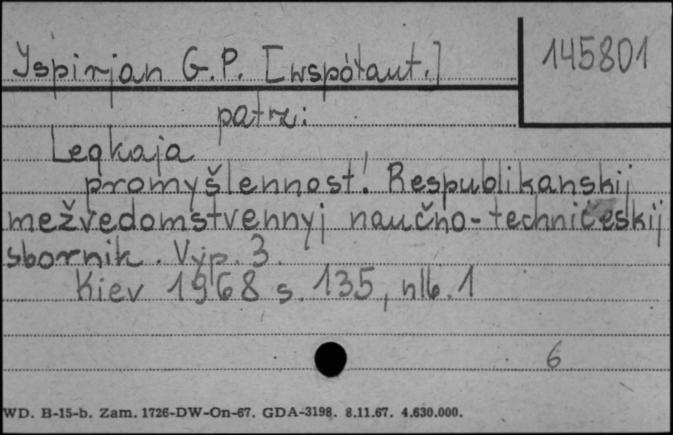 Yspirjan G.P. [współaut.]
145801
patrz:
Legkaja
promyšlennost'. Respublikanskij
mežvedomstvennyj naučno-techničeskij
sbornik. Vyp. 3.
Kiev 1968 s. 135, nlb. 1
6
WD. B-15-b. Zam. 1726-DW-On-67. GDA-3198. 8.11.67. 4.630.000.